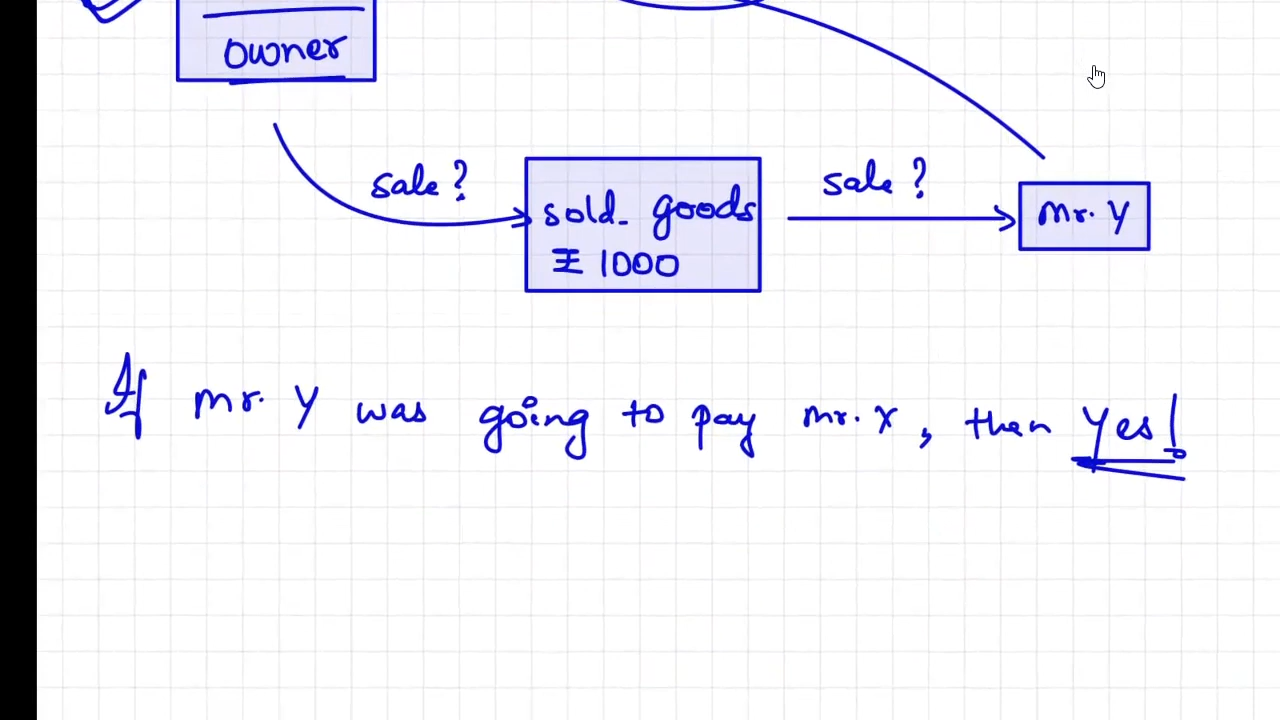 owner
sale?
sold goods
₹ 1000
sale?
Mr. Y
If Mr. Y was going to pay Mr. X, then Yes!